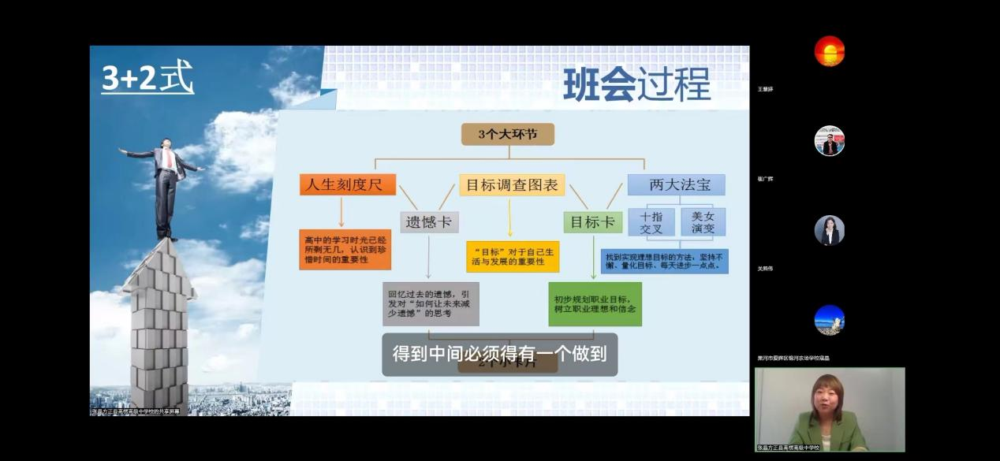 3+2式
班会过程
3个大环节
人生刻度尺
目标调查图表
两大法宝
遗憾卡
目标卡
十指
交叉
美女
演变
高中的学习时光已经
所剩无几，认识到珍
惜时间的重要性
“目标”对于自己生
活与发展的重要性
找到实现理想目标的方法，坚持不
懈、量化目标、每天进步一点点。
回忆过去的遗憾，引
发对“如何让未来减
少遗憾”的思考
初步规划职业目标，
树立职业理想和信念
得到中间必须得有一个做到
2个小卡片
张晶方正县高楞高级中学校的共享屏幕
王慧婷
崔广辉
关熙伟
黑河市爱辉区锦河农场学校寇晶
张晶方正县高楞高级中学校